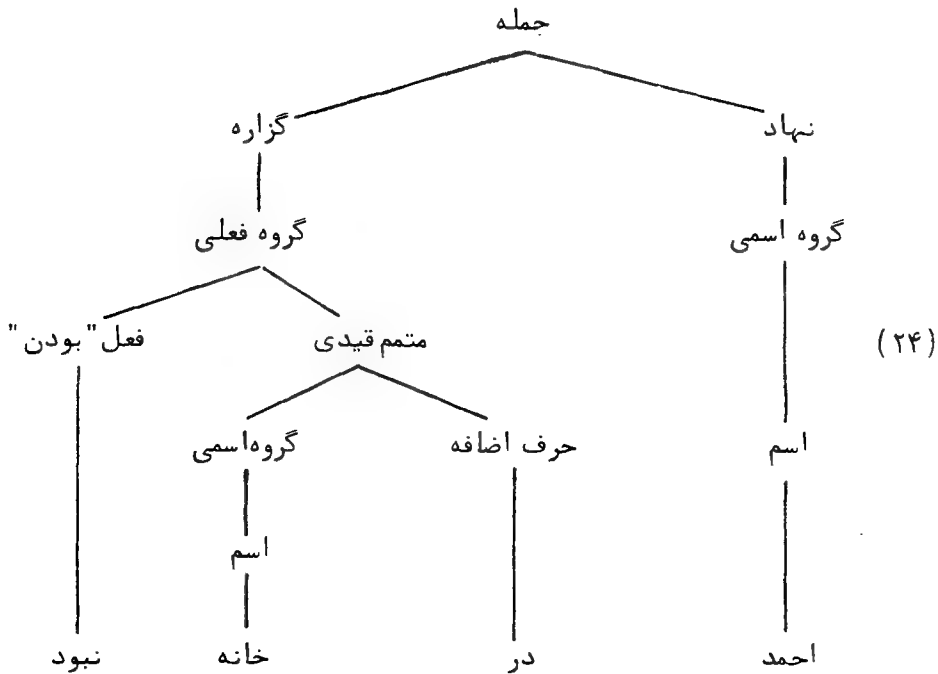 جمله
نهاد گزاره
گروه اسمی گروه فعلی
(۲۴) متمم قیدی فعل "بودن"
اسم حرف اضافه گروه‌اسمی
اسم
احمد در خانه نبود